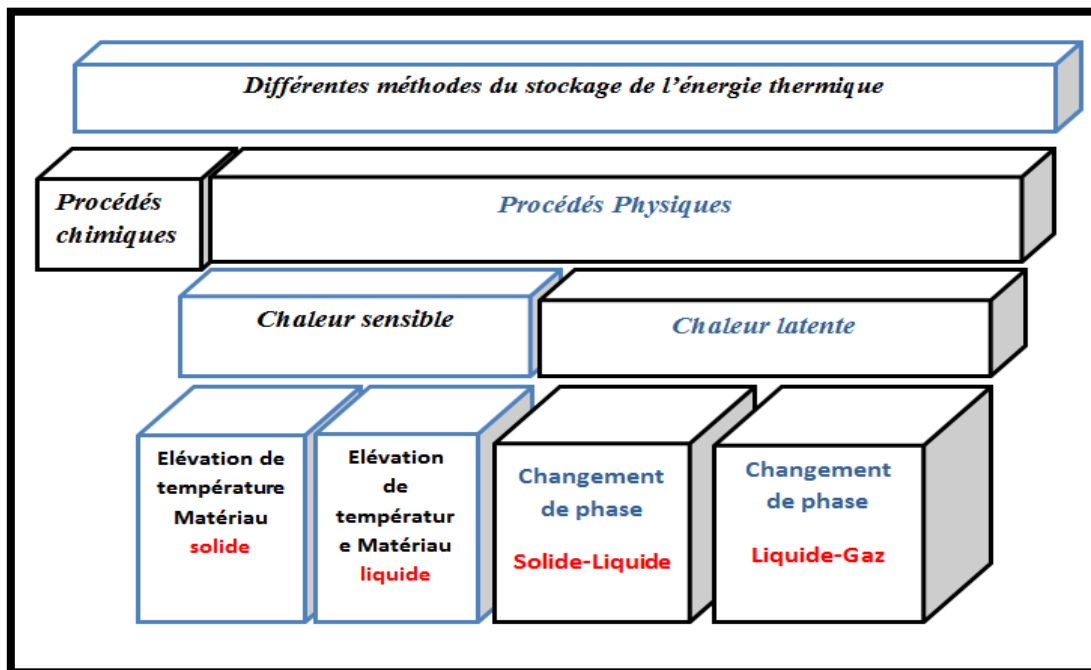 Différentes méthodes du stockage de l’énergie thermique
Procédés
chimiques
Procédés Physiques
Chaleur sensible
Chaleur latente
Elévation de
température
Matériau
solide
Elévation
de
températur
e Matériau
liquide
Changement
de phase
Solide-Liquide
Changement
de phase
Liquide-Gaz